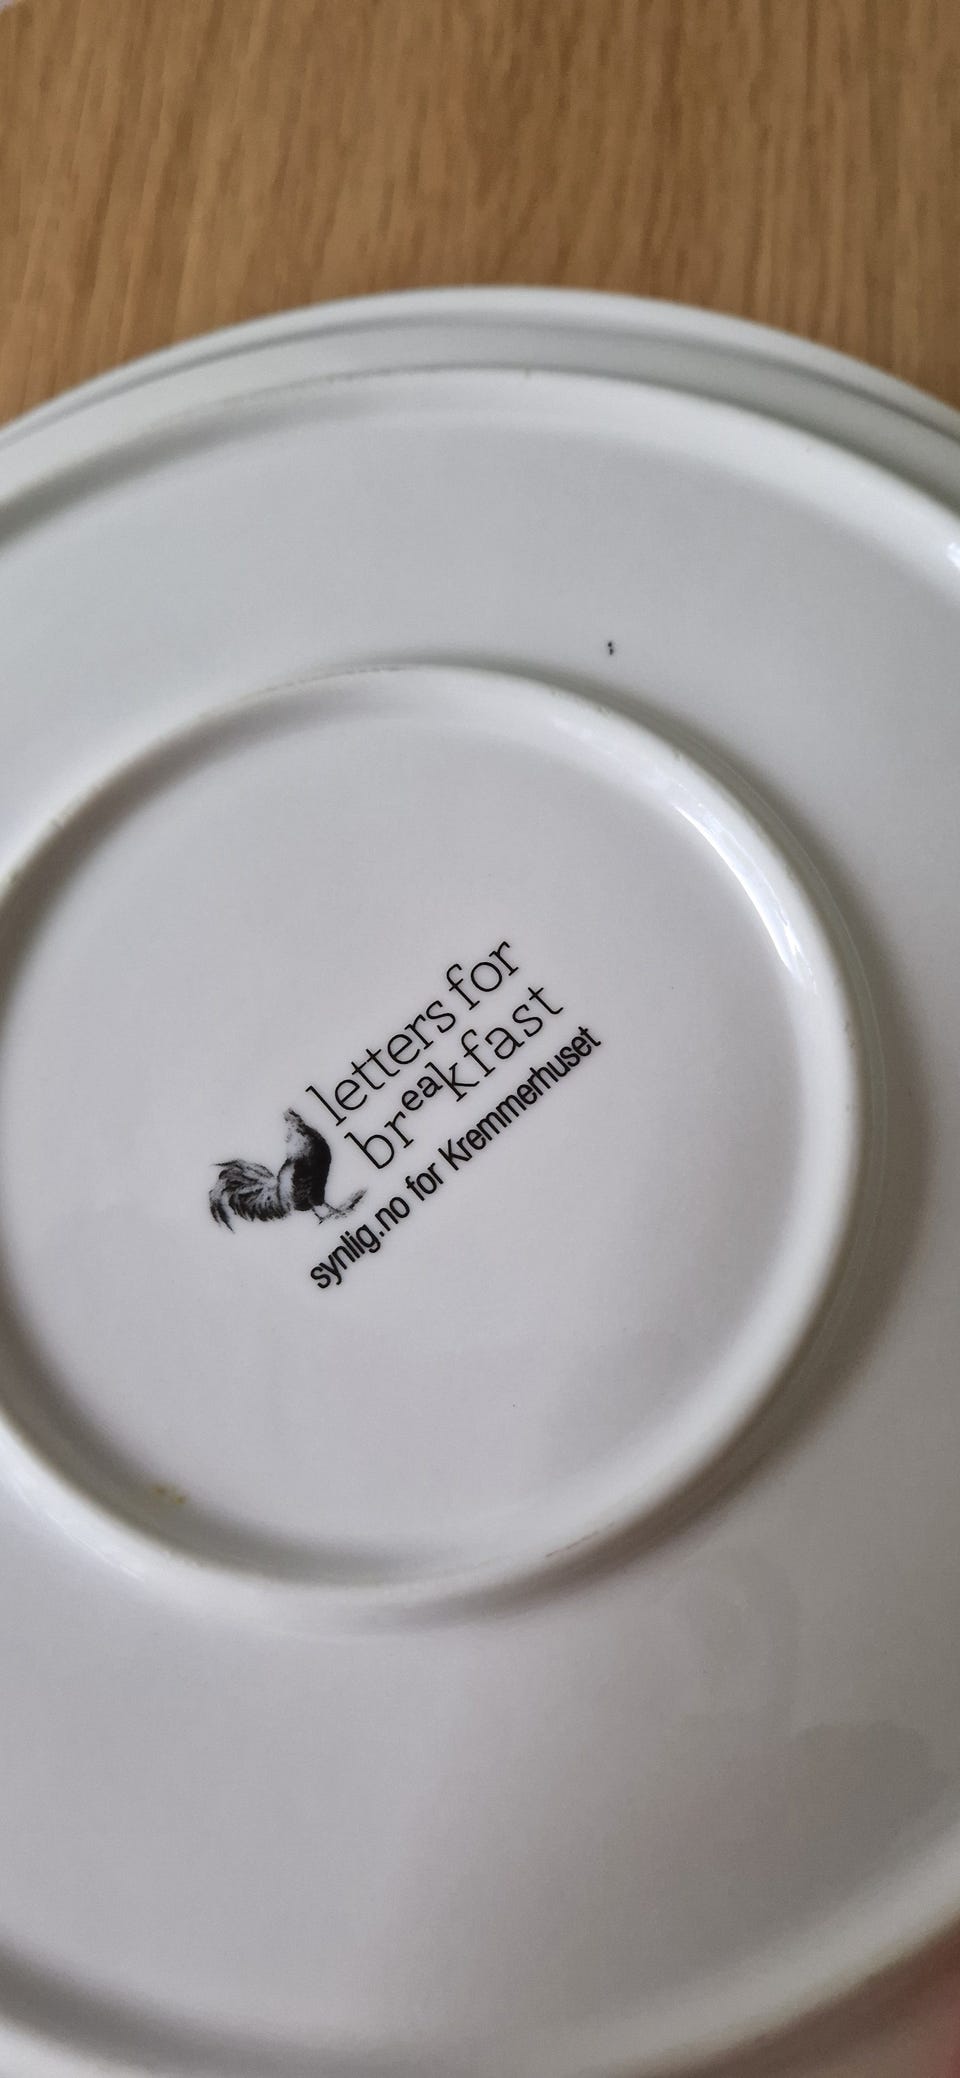 letters for
breakfast
synlig.no for Kremmerhuset